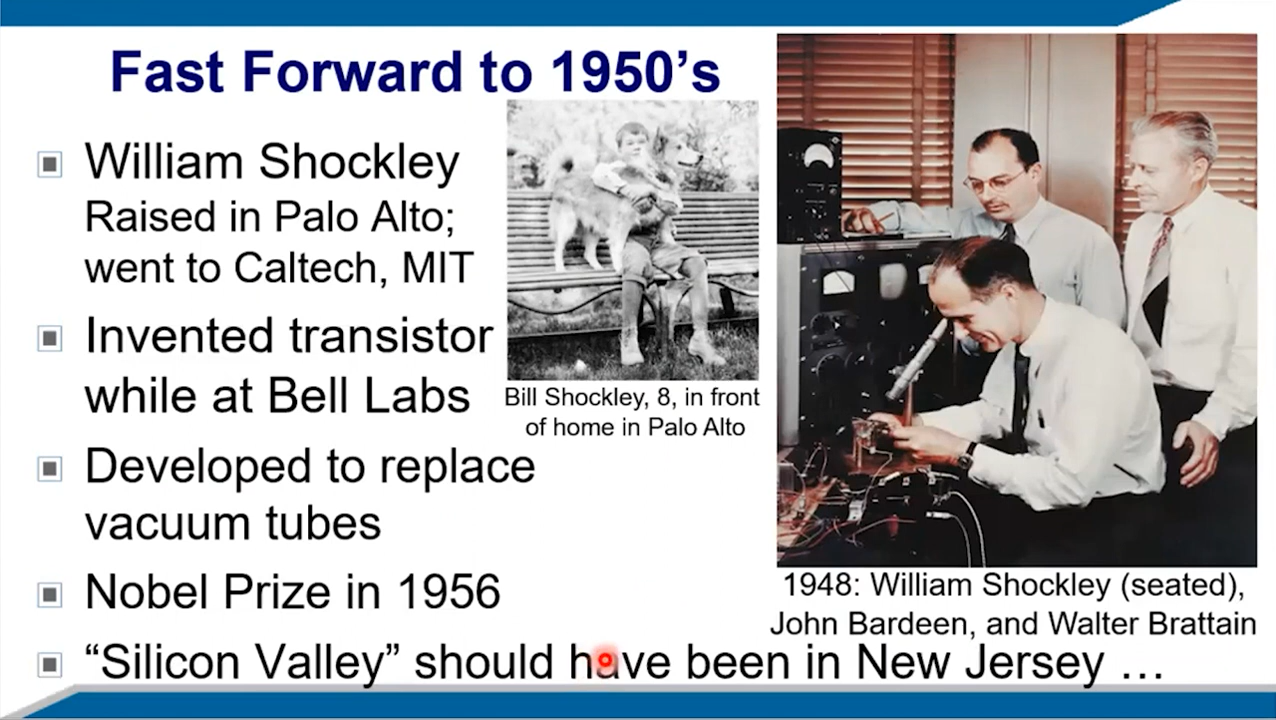 Fast Forward to 1950's
William Shockley
Raised in Palo Alto;
went to Caltech, MIT
Invented transistor
while at Bell Labs
Developed to replace
vacuum tubes
Nobel Prize in 1956
"Silicon Valley" should have been in New Jersey …
Bill Shockley, 8, in front
of home in Palo Alto
1948: William Shockley (seated),
John Bardeen, and Walter Brattain